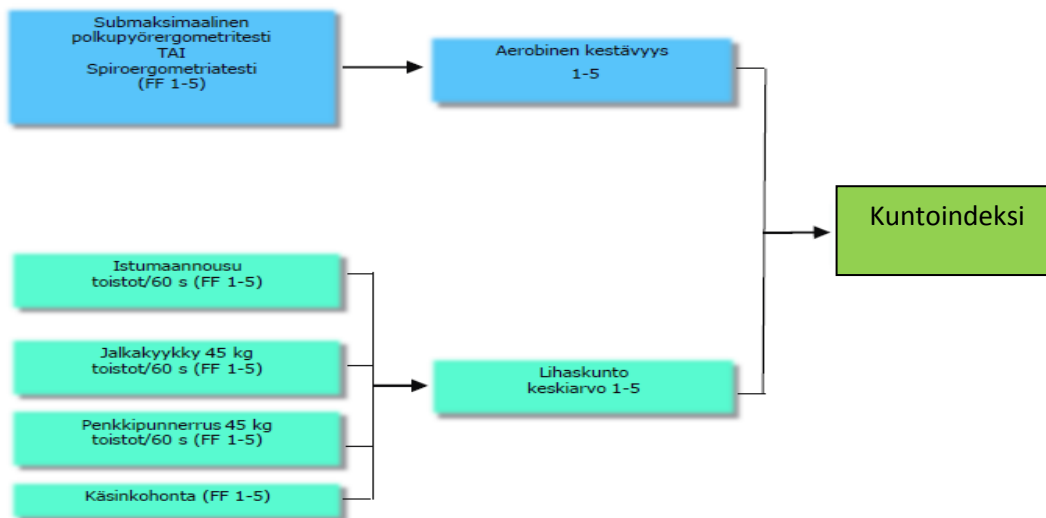 Submaksimaalinen
polkupyörergometritesti
TAI
Spiroergometriatesti
(FF 1-5)
Aerobinen kestävyys
1-5
Kuntoindeksi
Istumaannousu
toistot/60 s (FF 1-5)
Jalkakyykky 45 kg
toistot/60 s (FF 1-5)
Penkkipunnerrus 45 kg
toistot/60 s (FF 1-5)
Käsinkohonta (FF 1-5)
Lihaskunto
keskiarvo 1-5